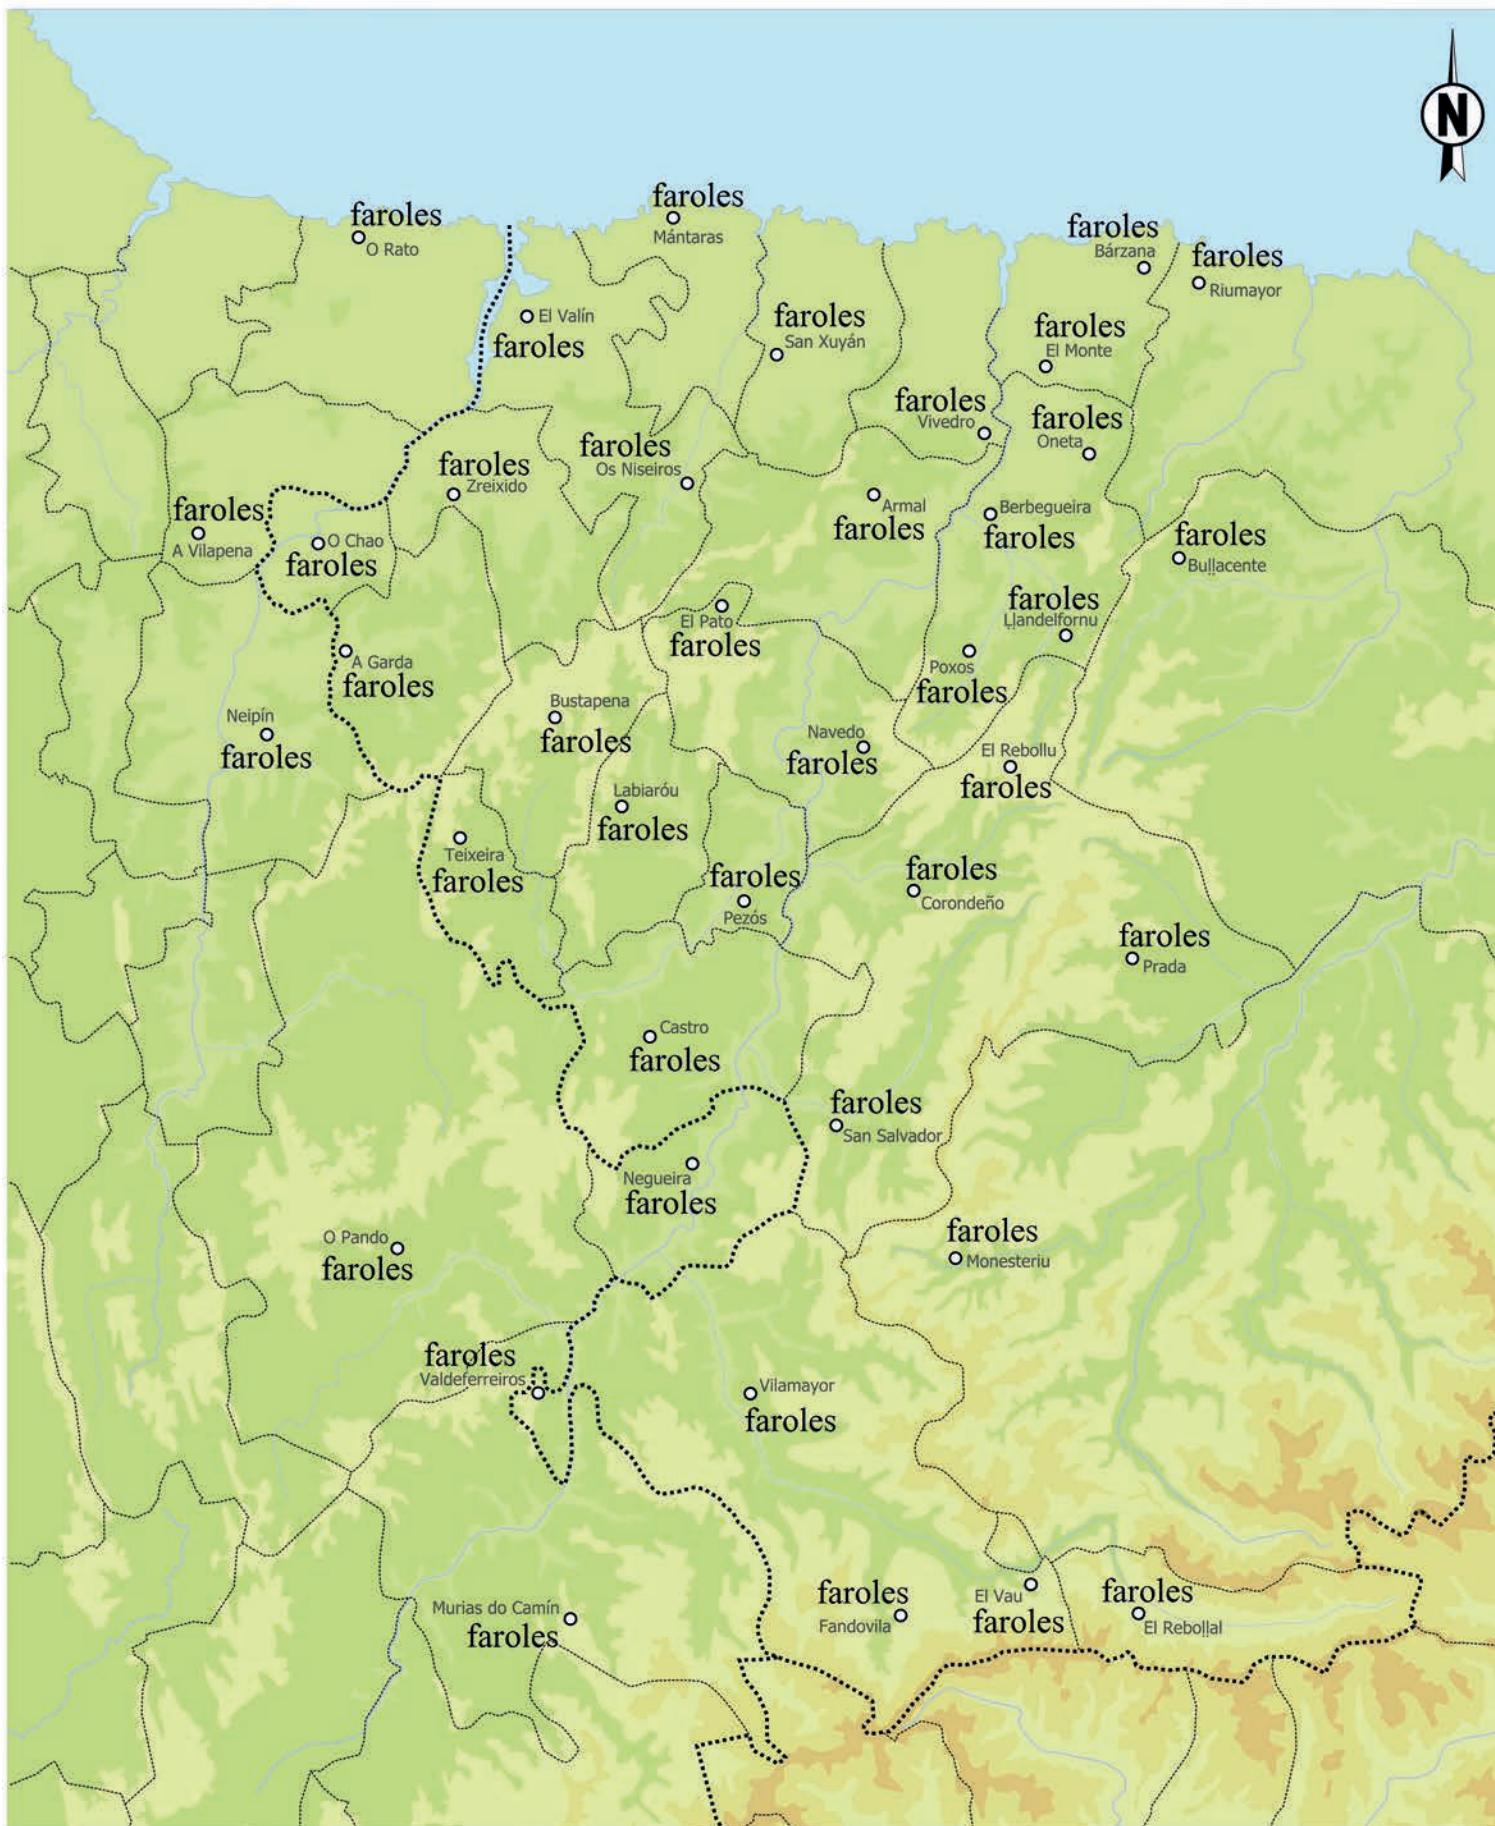 N
faroles
O Rato
faroles
Mántaras
faroles
Bárzana
faroles
Riumayor
El Valín
faroles
faroles
San Xuyán
faroles
El Monte
faroles
Vivedro
faroles
Oneta
faroles
Zreixido
faroles
Os Niseiros
Armal
faroles
Berbegueira
faroles
faroles
A Vilapena
O Chao
faroles
faroles
Buḷḷacente
faroles
Ḷḷandelfornu
El Pato
faroles
A Garda
faroles
Poxos
faroles
Neipín
faroles
Bustapena
faroles
Navedo
faroles
El Rebollu
faroles
Labiaróu
faroles
Teixeira
faroles
faroles
Pezós
faroles
Corondeño
faroles
Prada
Castro
faroles
faroles
San Salvador
Negueira
faroles
O Pando
faroles
faroles
Monesteriu
faroles
Valdeferreiros
Vilamayor
faroles
Murias do Camín
faroles
faroles
Fandovila
El Vau
faroles
faroles
El Reboḷḷal